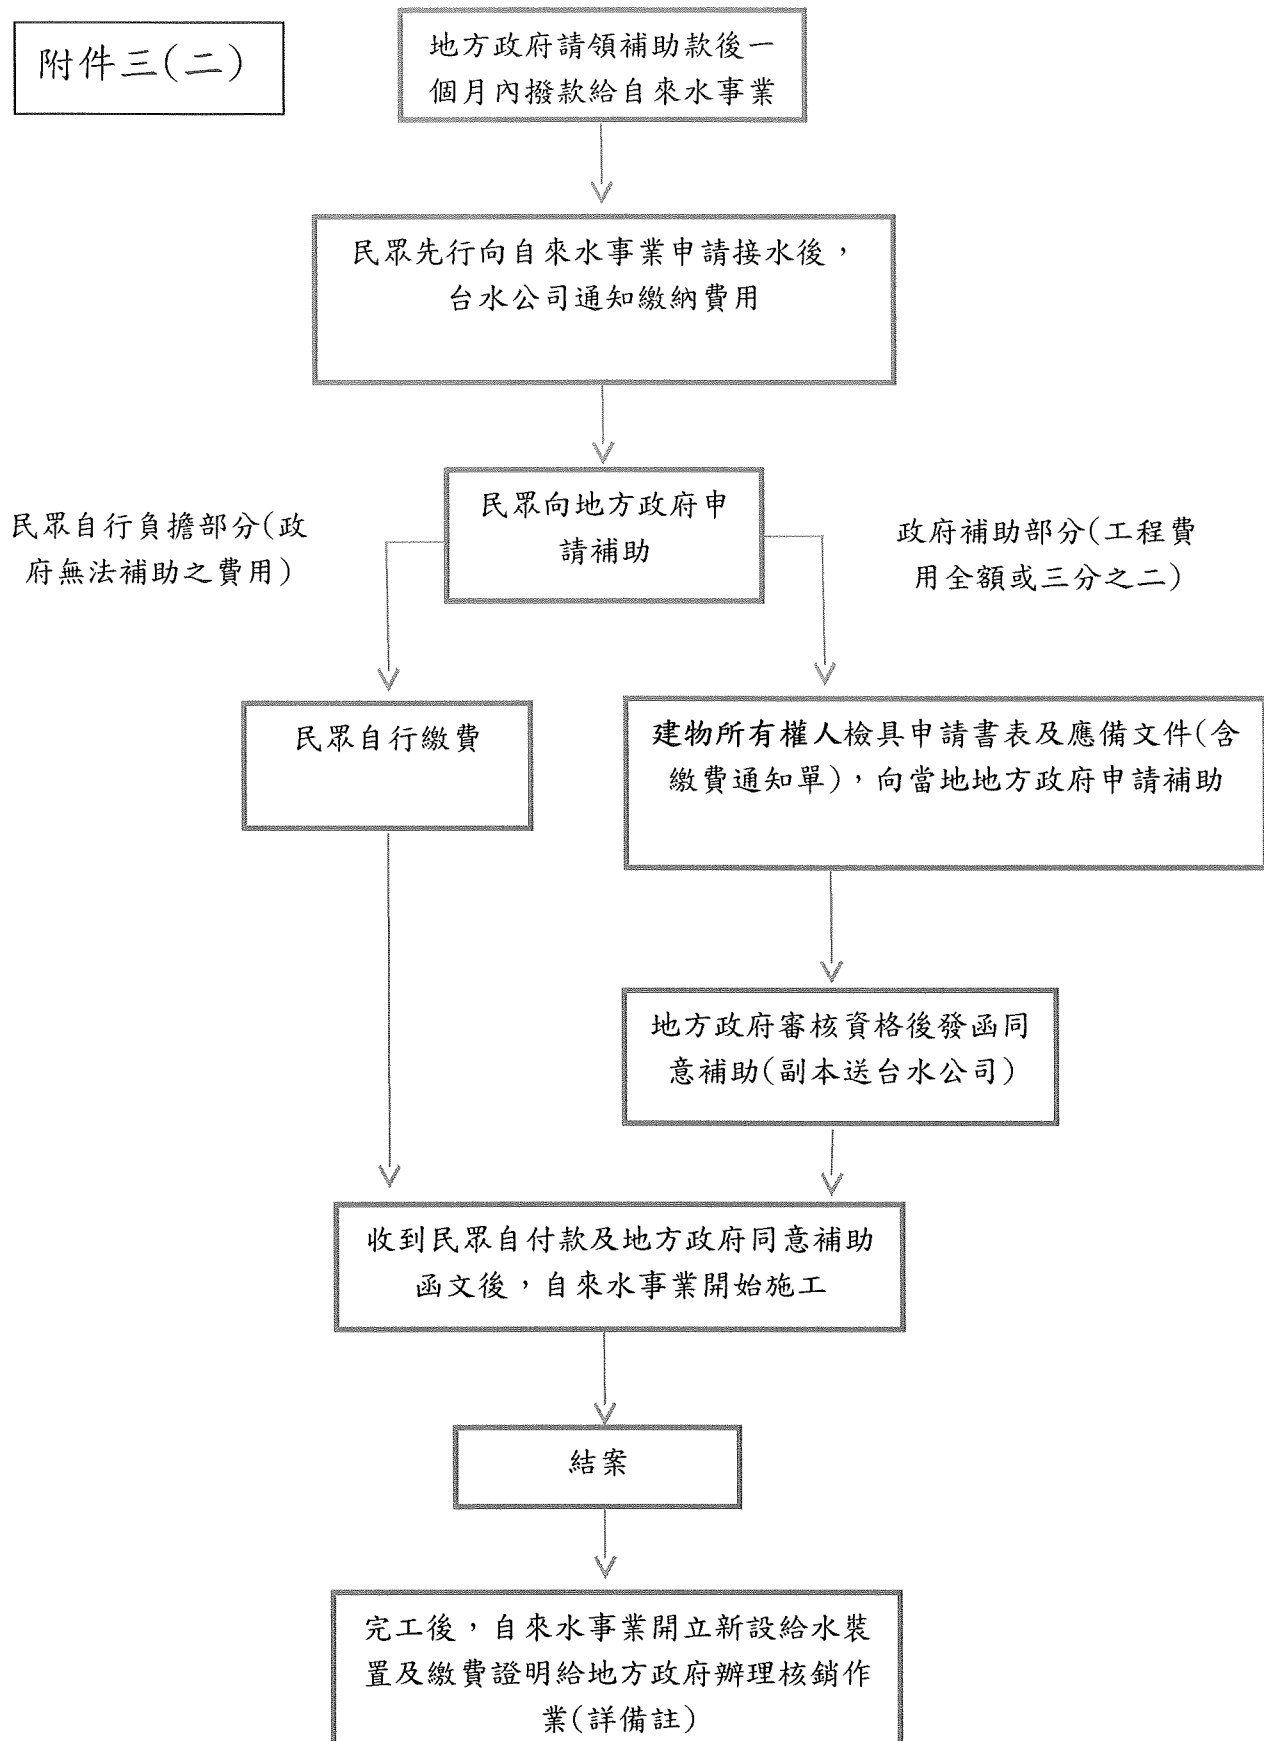 附件三(二)
地方政府請領補助款後一
個月內撥款給自來水事業
民眾先行向自來水事業申請接水後，
台水公司通知繳納費用
民眾向地方政府申
請補助
民眾自行負擔部分(政
府無法補助之費用)
政府補助部分(工程費
用全額或三分之二)
民眾自行繳費
建物所有權人檢具申請書表及應備文件(含
繳費通知單)，向當地地方政府申請補助
地方政府審核資格後發函同
意補助(副本送台水公司)
收到民眾自付款及地方政府同意補助
函文後，自來水事業開始施工
結案
完工後，自來水事業開立新設給水裝
置及繳費證明給地方政府辦理核銷作
業(詳備註)